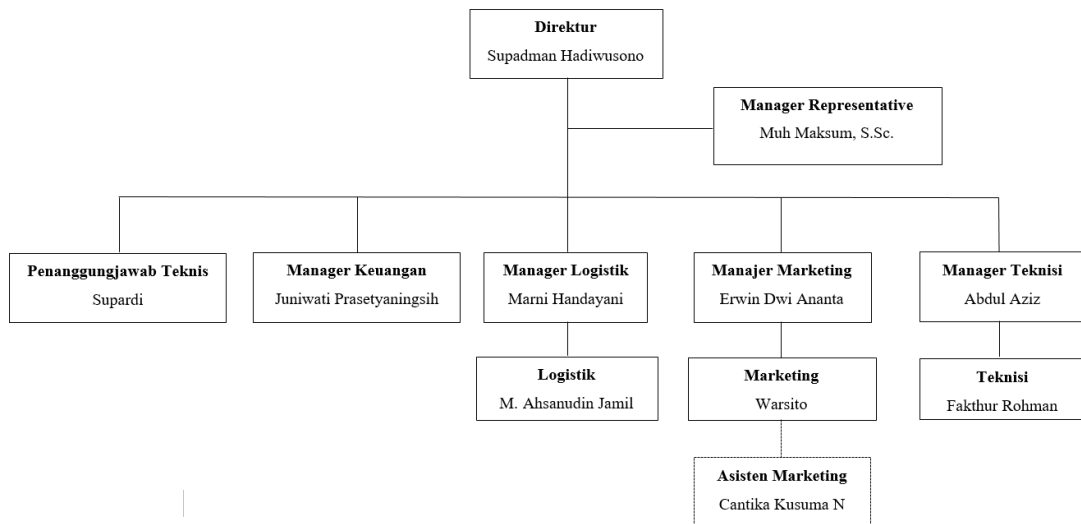 Direktur
Supadman Hadiwusono
Manager Representative
Muh Maksum, S.Sc.
Penanggungjawab Teknis
Supardi
Manager Keuangan
Juniwati Prasetyaningsih
Manager Logistik
Marni Handayani
Manajer Marketing
Erwin Dwi Ananta
Manager Teknisi
Abdul Aziz
Logistik
M. Ahsanudin Jamil
Marketing
Warsito
Teknisi
Fakthur Rohman
Asisten Marketing
Cantika Kusuma N